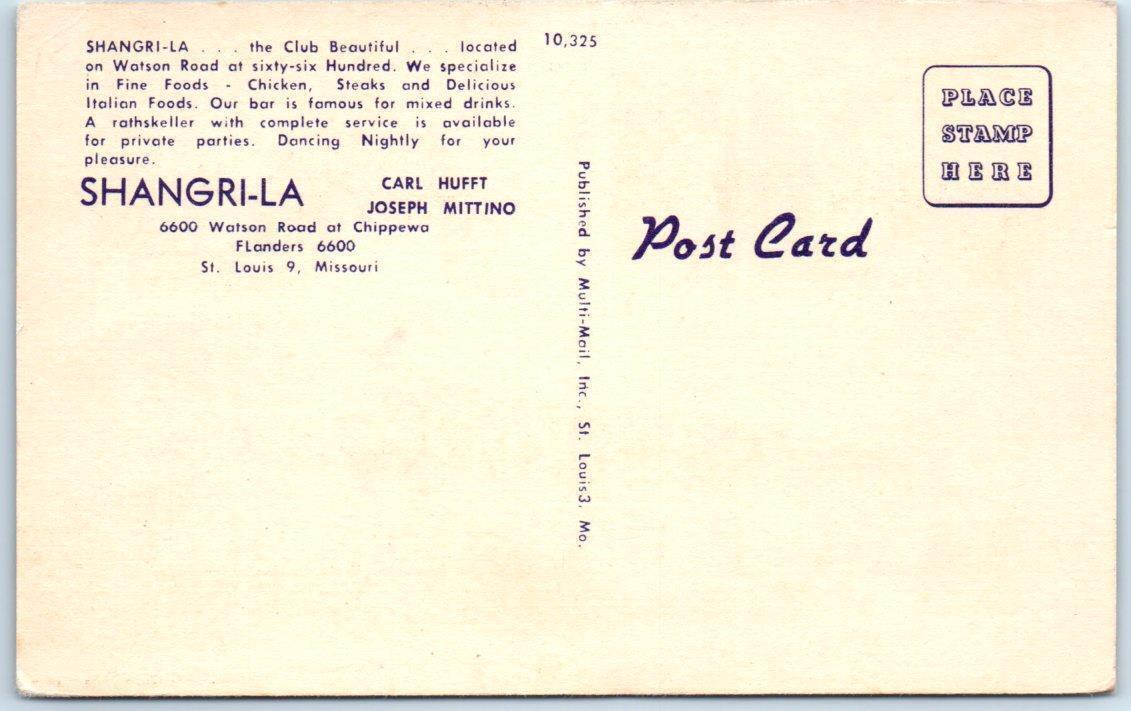 SHANGRI-LA . . . the Club Beautiful . . . located
on Watson Road at sixty-six Hundred. We specialize
in Fine Foods - Chicken, Steaks and Delicious
Italian Foods. Our bar is famous for mixed drinks.
A rathskeller with complete service is available
for private parties. Dancing Nightly for your
pleasure.
SHANGRI-LA
CARL HUFFT
JOSEPH MITTINO
6600 Watson Road at Chippewa
FLanders 6600
St. Louis 9, Missouri
10,325
Published by Multi-Mail, Inc., St. Louis3, Mo.
Post Card
PLACE
STAMP
HERE